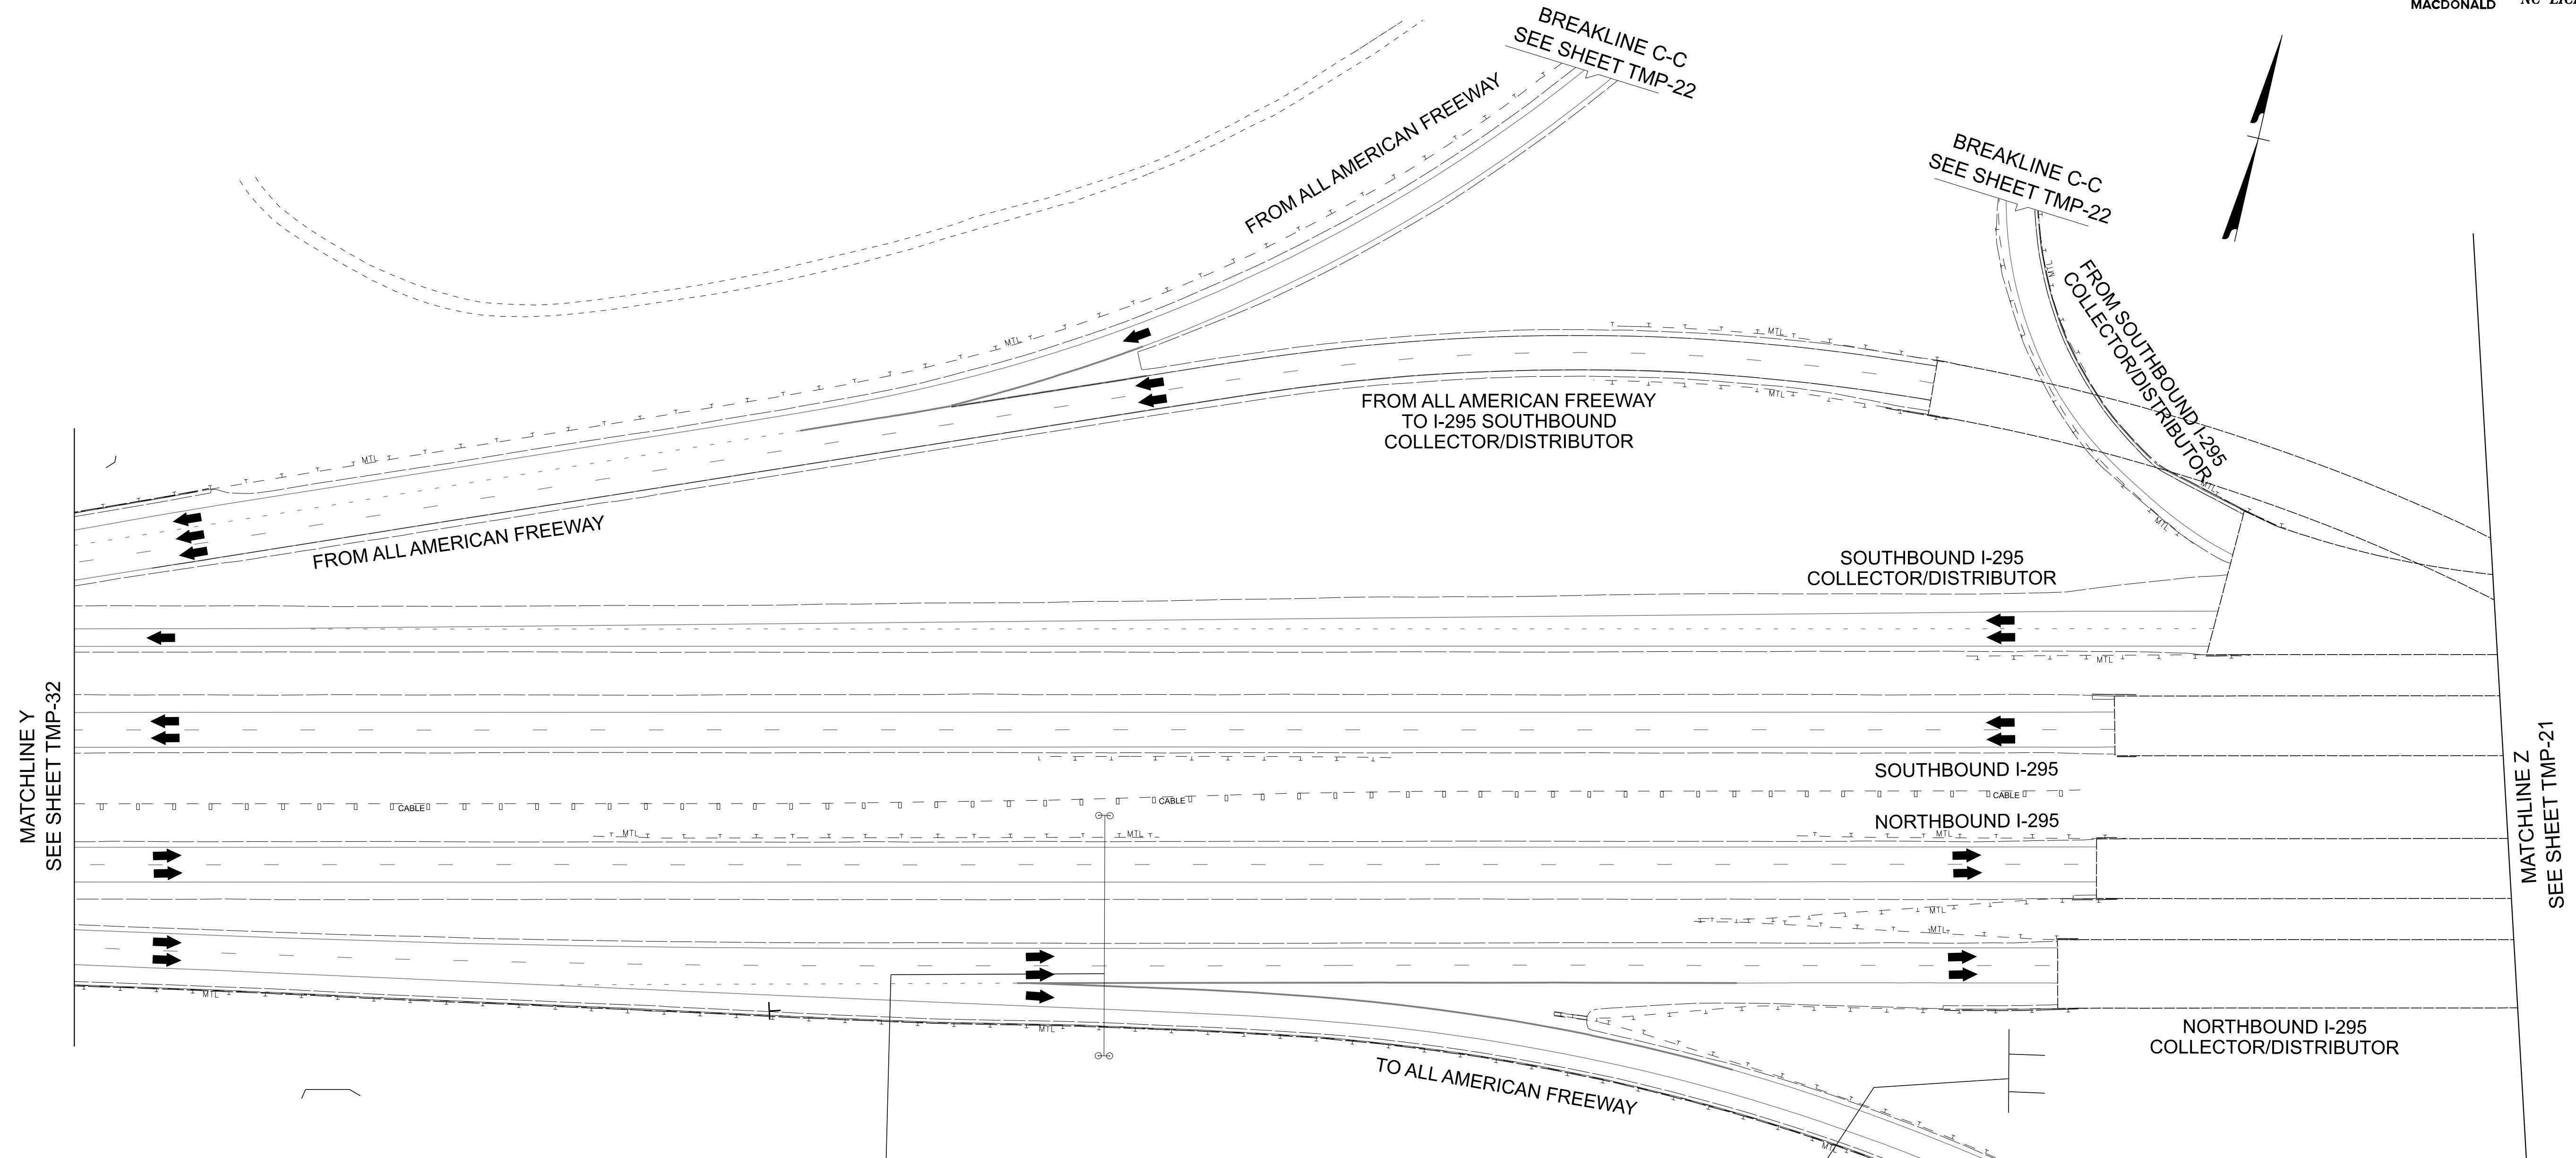 MACDONALD
BREAKLINE C-C
SEE SHEET TMP-22
FROM ALL AMERICAN FREEWAY
BREAKLINE C-C
SEE SHEET TMP-22
FROM SOUTHBOUND I-295
COLLECTOR/DISTRIBUTOR
MTL
MTL
MTL
MTL
MTL
FROM ALL AMERICAN FREEWAY
TO I-295 SOUTHBOUND
COLLECTOR/DISTRIBUTOR
MTL
MTL
MTL
FROM ALL AMERICAN FREEWAY
SOUTHBOUND I-295
COLLECTOR/DISTRIBUTOR
MTL
MATCHLINE Y
SEE SHEET TMP-32
SOUTHBOUND I-295
CABLE
CABLE
CABLE
NORTHBOUND I-295
MTL
MTL
MTL
MATCHLINE Z
SEE SHEET TMP-21
MTL
MTL
MTL
MTL
NORTHBOUND I-295
COLLECTOR/DISTRIBUTOR
TO ALL AMERICAN FREEWAY
MTL